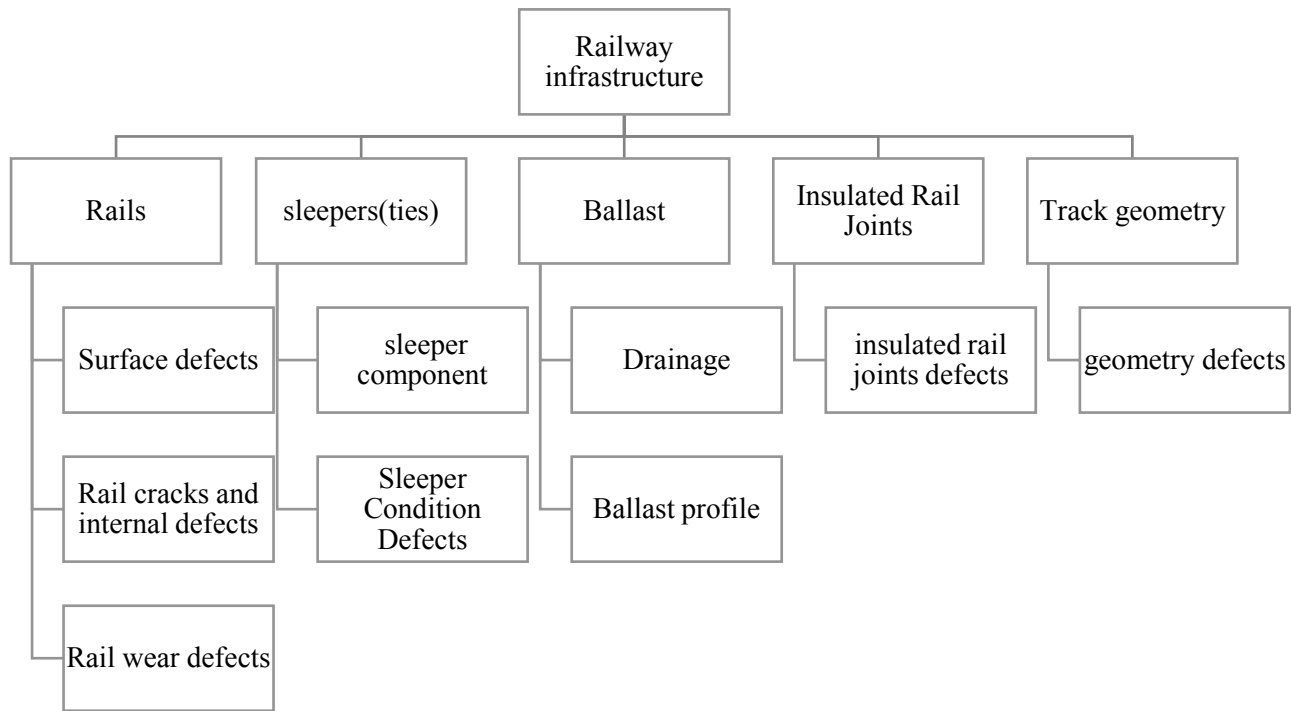 Railway
infrastructure
Rails
sleepers(ties)
Ballast
Insulated Rail
Joints
Track geometry
Surface defects
sleeper
component
Drainage
insulated rail
joints defects
geometry defects
Rail cracks and
internal defects
Sleeper
Condition
Defects
Ballast profile
Rail wear defects